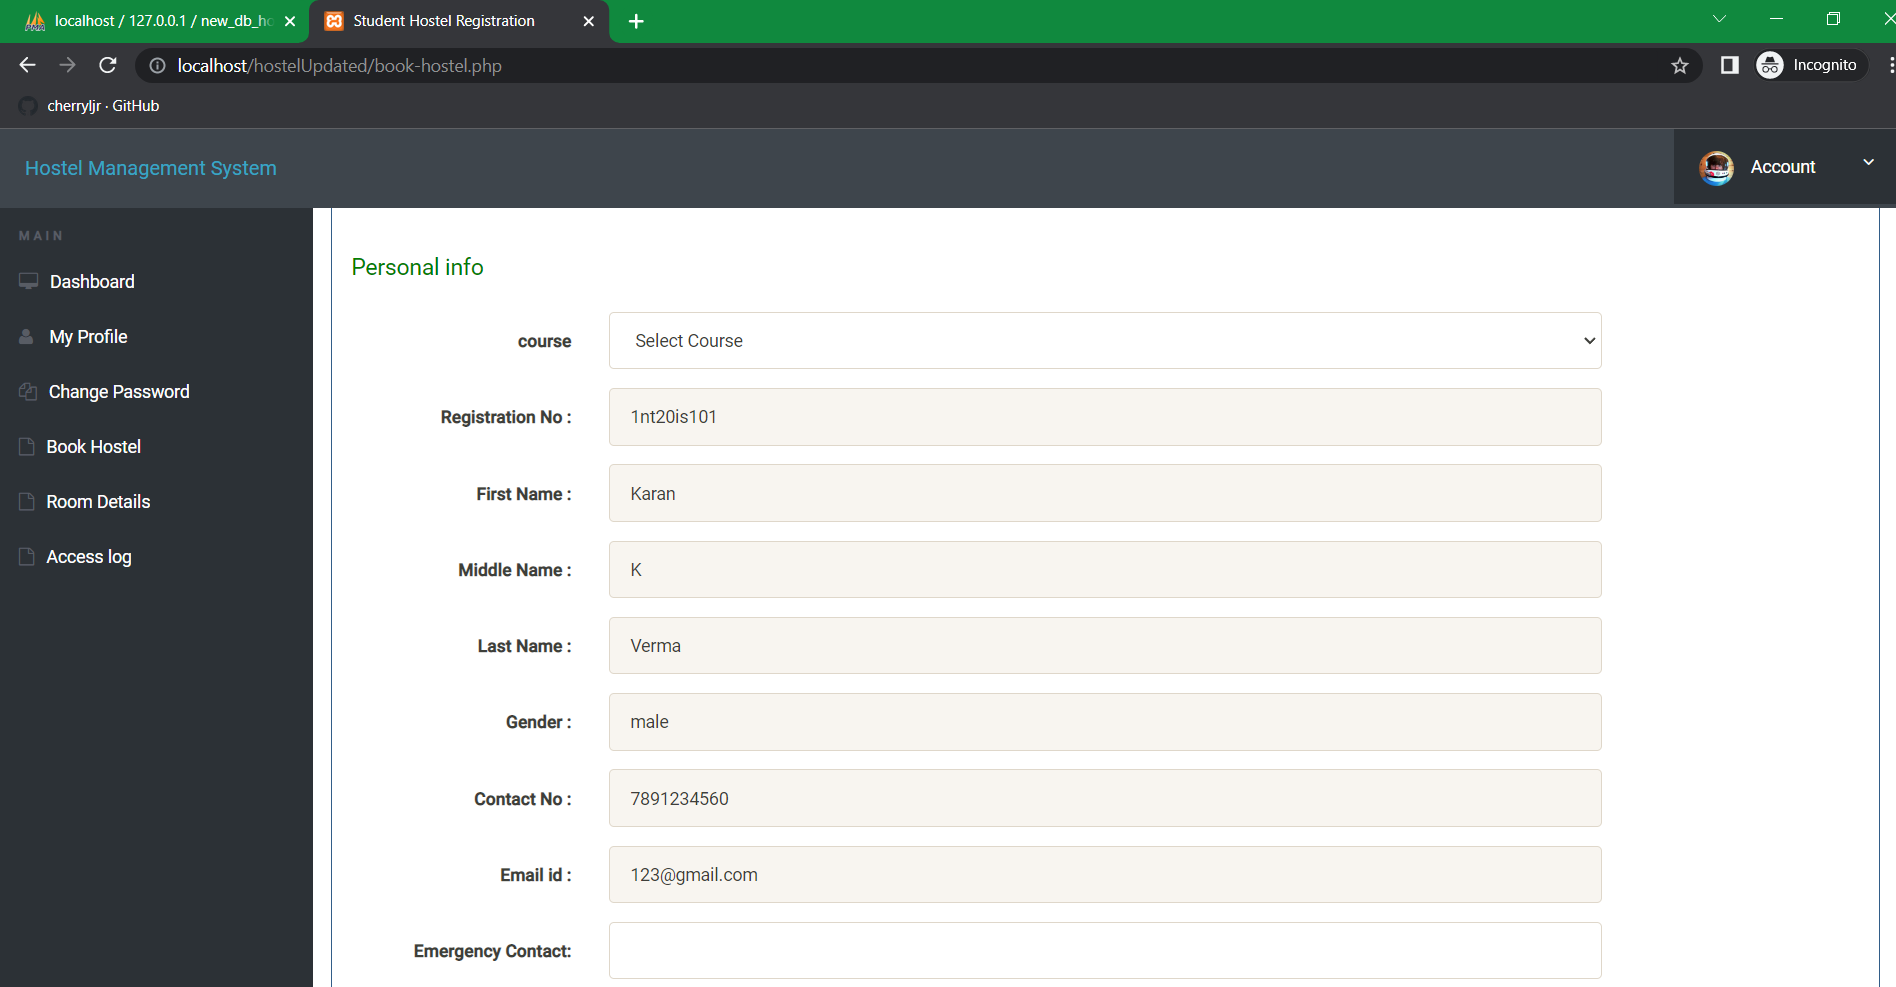 localhost / 127.0.0.1 / new_db_ho
Student Hostel Registration
localhost/hostelUpdated/book-hostel.php
Incognito
cherryljr · GitHub
Hostel Management System
Account
MAIN
Dashboard
My Profile
Change Password
Book Hostel
Room Details
Access log
Personal info
course Select Course
Registration No : 1nt20is101
First Name : Karan
Middle Name : K
Last Name : Verma
Gender : male
Contact No : 7891234560
Email id : 123@gmail.com
Emergency Contact: